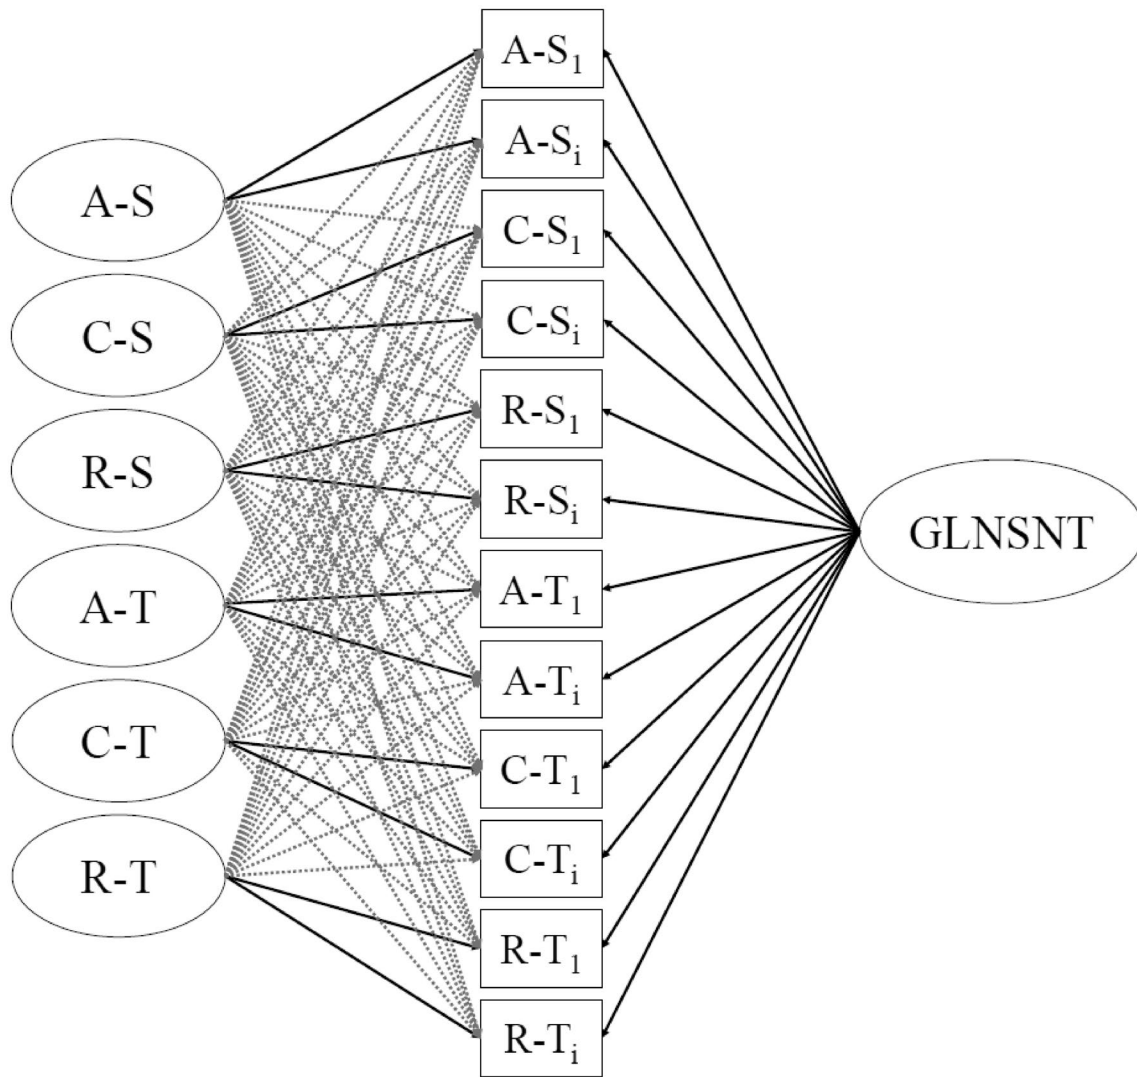 A-S
C-S
R-S
A-T
C-T
R-T
A-S₁
A-Sᵢ
C-S₁
C-Sᵢ
R-S₁
R-Sᵢ
A-T₁
A-Tᵢ
C-T₁
C-Tᵢ
R-T₁
R-Tᵢ
GLNSNT